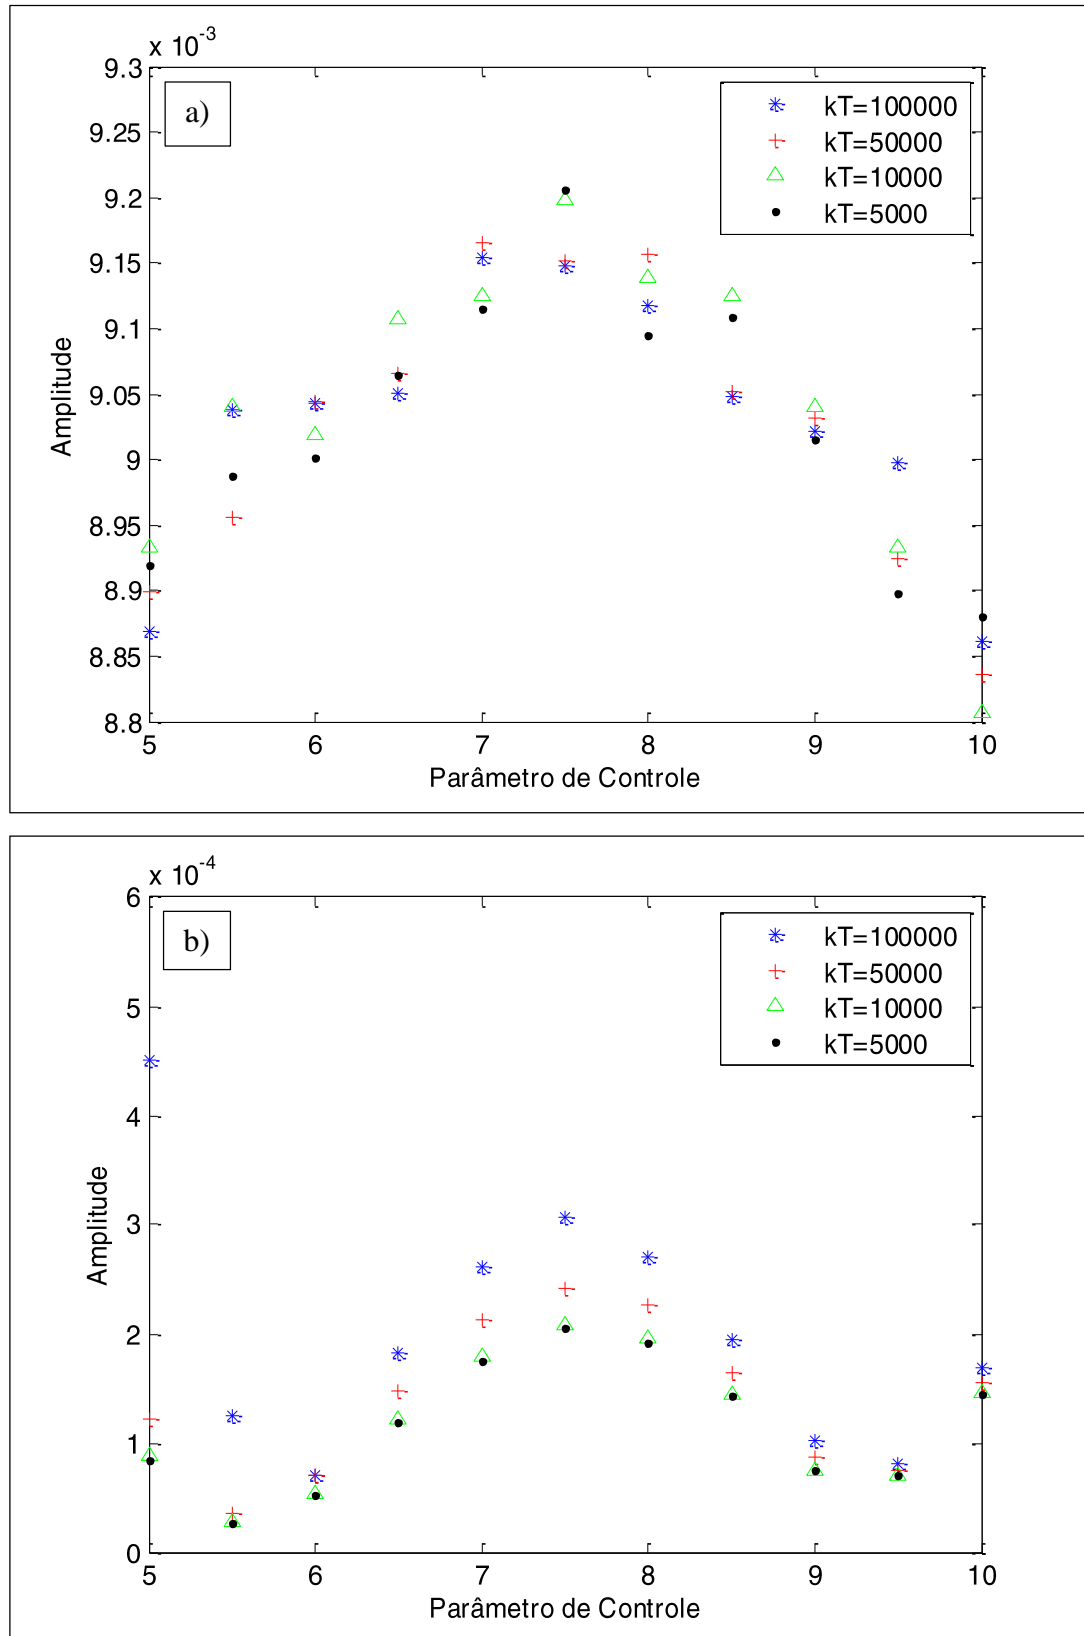 x 10-3
a)
9.3
9.25
9.2
9.15
9.1
9.05
9
8.95
8.9
8.85
8.8
Amplitude
kT=100000
kT=50000
kT=10000
kT=5000
5 6 7 8 9 10
Parâmetro de Controle
x 10-4
b)
6
5
4
3
2
1
0
Amplitude
kT=100000
kT=50000
kT=10000
kT=5000
5 6 7 8 9 10
Parâmetro de Controle